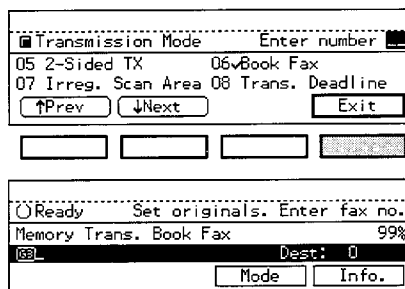 Transmission Mode Enter number
05 2-Sided TX 06✓Book Fax
07 Irreg. Scan Area 08 Trans. Deadline
↑Prev ↓Next Exit
Ready Set originals. Enter fax no.
Memory Trans. Book Fax 99%
GB Dest: 0
Mode Info.